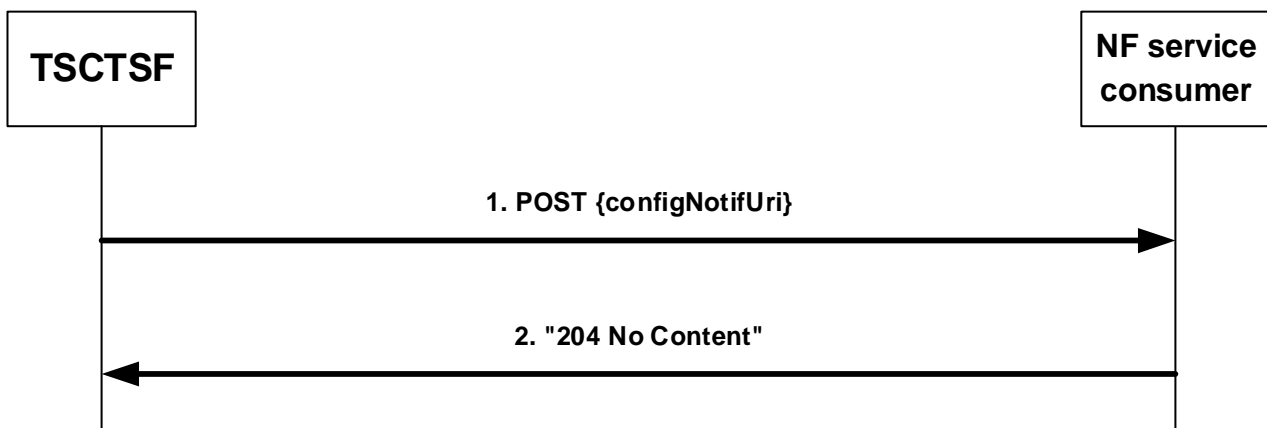 TSCTSF
NF service
consumer
1. POST {configNotifUri}
2. "204 No Content"